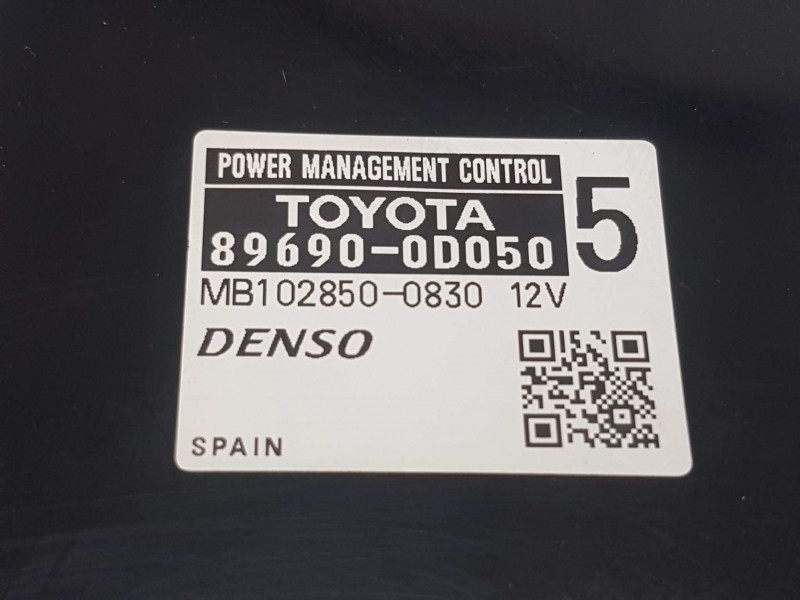 POWER MANAGEMENT CONTROL
TOYOTA
89690-0D050
5
MB102850-0830 12V
DENSO
SPAIN